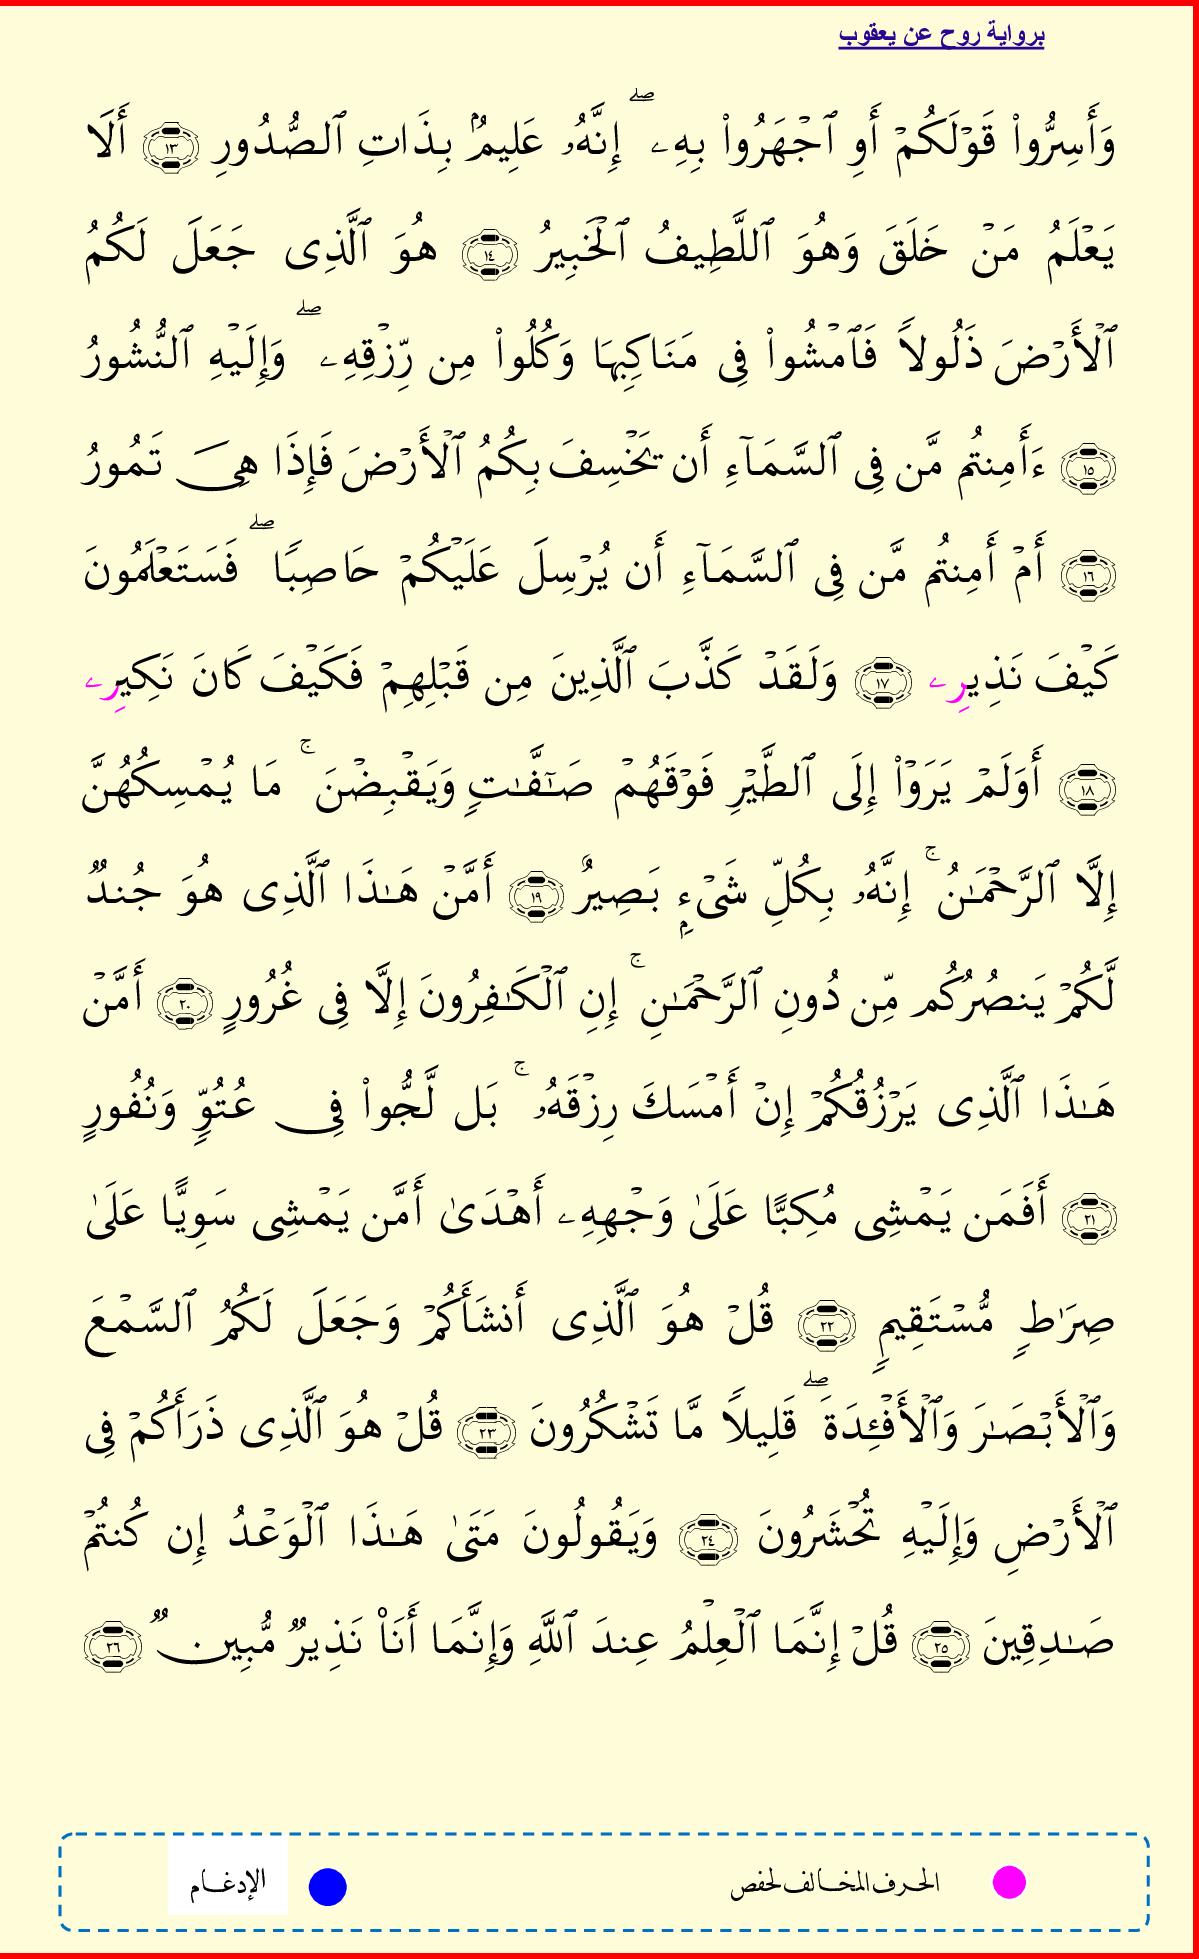 برواية روح عن يعقوب
وَأَسِرُّوا۟ قَوْلَكُمْ أَوِ ٱجْهَرُوا۟ بِهِۦٓ ۖ إِنَّهُۥ عَلِيمٌۢ بِذَاتِ ٱلصُّدُورِ ١٣ أَلَا
يَعْلَمُ مَنْ خَلَقَ وَهُوَ ٱللَّطِيفُ ٱلْخَبِيرُ ١٤ هُوَ ٱلَّذِى جَعَلَ لَكُمُ
ٱلْأَرْضَ ذَلُولاً فَٱمْشُوا۟ فِى مَنَاكِبِهَا وَكُلُوا۟ مِن رِّزْقِهِۦ ۖ وَإِلَيْهِ ٱلنُّشُورُ
١٥ ءَأَمِنتُم مَّن فِى ٱلسَّمَآءِ أَن يَخْسِفَ بِكُمُ ٱلْأَرْضَ فَإِذَا هِىَ تَمُورُ
١٦ أَمْ أَمِنتُم مَّن فِى ٱلسَّمَآءِ أَن يُرْسِلَ عَلَيْكُمْ حَاصِبًا ۖ فَسَتَعْلَمُونَ
كَيْفَ نَذِيرِۦ ١٧ وَلَقَدْ كَذَّبَ ٱلَّذِينَ مِن قَبْلِهِمْ فَكَيْفَ كَانَ نَكِيرِۦ
١٨ أَوَلَمْ يَرَوْا۟ إِلَى ٱلطَّيْرِ فَوْقَهُمْ صَـٰٓفَّـٰتٍ وَيَقْبِضْنَ ۚ مَا يُمْسِكُهُنَّ
إِلَّا ٱلرَّحْمَـٰنُ ۚ إِنَّهُۥ بِكُلِّ شَىْءٍۭ بَصِيرٌ ١٩ أَمَّنْ هَـٰذَا ٱلَّذِى هُوَ جُندٌ
لَّكُمْ يَنصُرُكُم مِّن دُونِ ٱلرَّحْمَـٰنِ ۚ إِنِ ٱلْكَـٰفِرُونَ إِلَّا فِى غُرُورٍ ٢٠ أَمَّنْ
هَـٰذَا ٱلَّذِى يَرْزُقُكُمْ إِنْ أَمْسَكَ رِزْقَهُۥ ۚ بَل لَّجُّوا۟ فِى عُتُوٍّ وَنُفُورٍ
٢١ أَفَمَن يَمْشِى مُكِبًّا عَلَىٰ وَجْهِهِۦ أَهْدَىٰ أَمَّن يَمْشِى سَوِيًّا عَلَىٰ
صِرَٰطٍ مُّسْتَقِيمٍ ٢٢ قُلْ هُوَ ٱلَّذِى أَنشَأَكُمْ وَجَعَلَ لَكُمُ ٱلسَّمْعَ
وَٱلْأَبْصَـٰرَ وَٱلْأَفْـِٔدَةَ ۖ قَلِيلاً مَّا تَشْكُرُونَ ٢٣ قُلْ هُوَ ٱلَّذِى ذَرَأَكُمْ فِى
ٱلْأَرْضِ وَإِلَيْهِ تُحْشَرُونَ ٢٤ وَيَقُولُونَ مَتَىٰ هَـٰذَا ٱلْوَعْدُ إِن كُنتُمْ
صَـٰدِقِينَ ٢٥ قُلْ إِنَّمَا ٱلْعِلْمُ عِندَ ٱللَّهِ وَإِنَّمَا أَنَا۠ نَذِيرٌ مُّبِينٌ ٢٦
الحرف المخالف لحفص
الإدغام